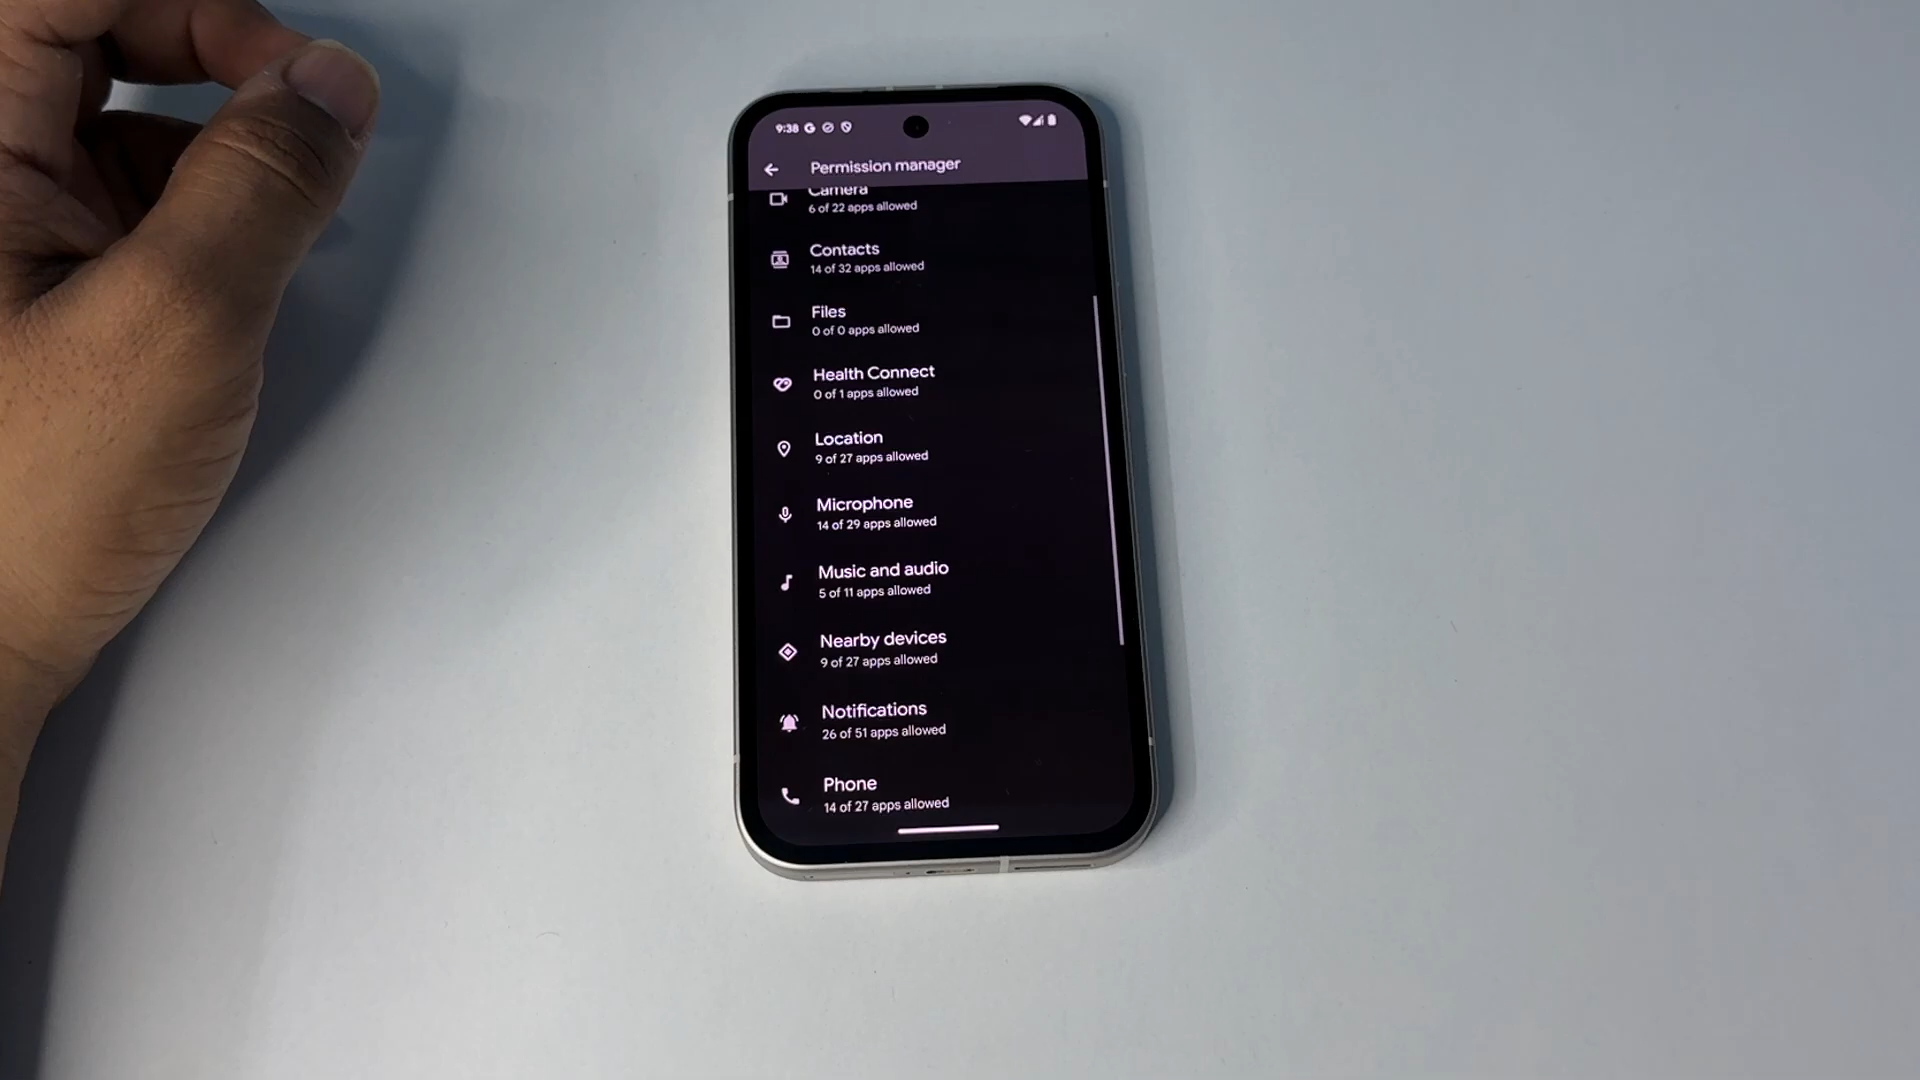 9:38
Permission manager
Camera
6 of 22 apps allowed
Contacts
14 of 32 apps allowed
Files
0 of 0 apps allowed
Health Connect
0 of 1 apps allowed
Location
9 of 27 apps allowed
Microphone
14 of 29 apps allowed
Music and audio
5 of 11 apps allowed
Nearby devices
9 of 27 apps allowed
Notifications
26 of 51 apps allowed
Phone
14 of 27 apps allowed